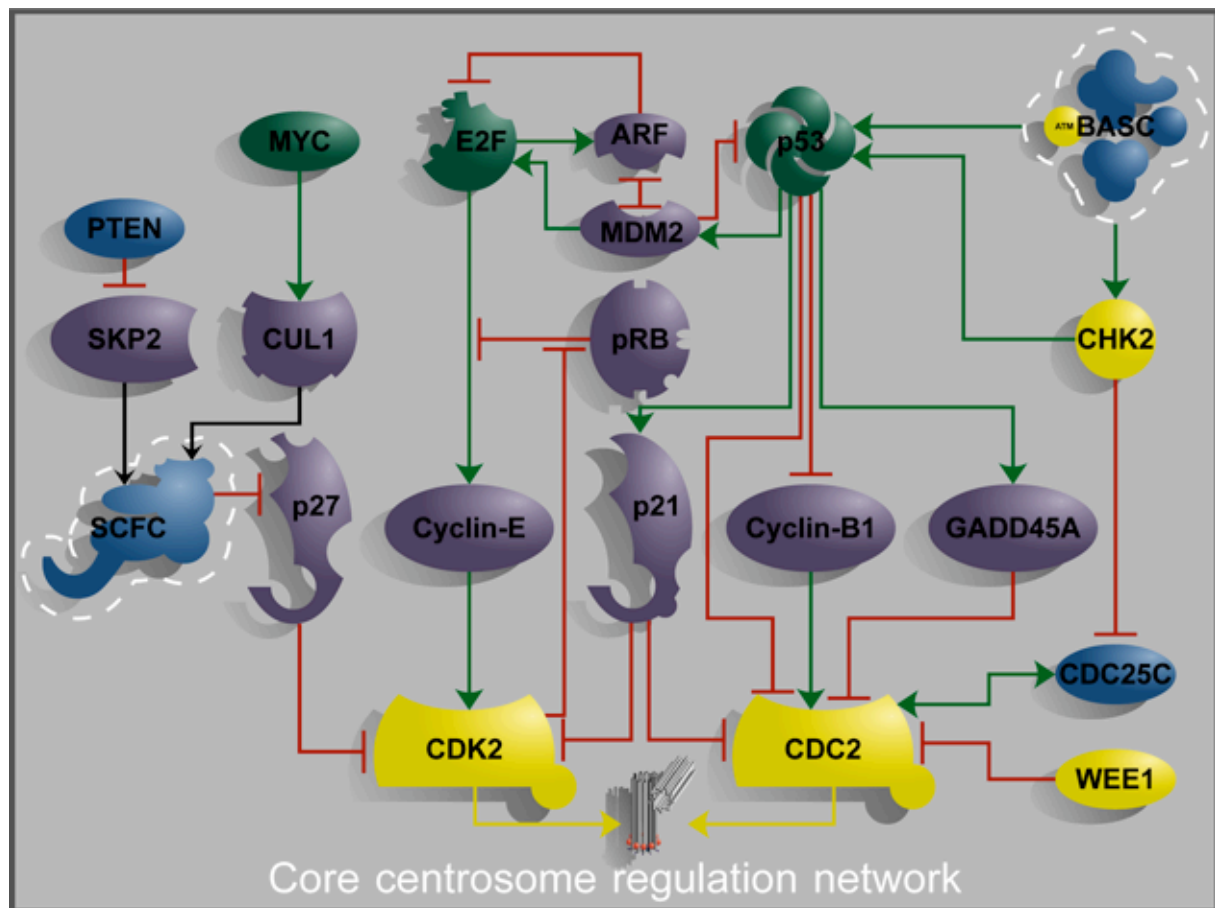 MYC
E2F
ARF
p53
ATM
BASC
PTEN
MDM2
SKP2
CUL1
pRB
CHK2
SCFC
p27
Cyclin-E
p21
Cyclin-B1
GADD45A
CDC25C
CDK2
CDC2
WEE1
Core centrosome regulation network